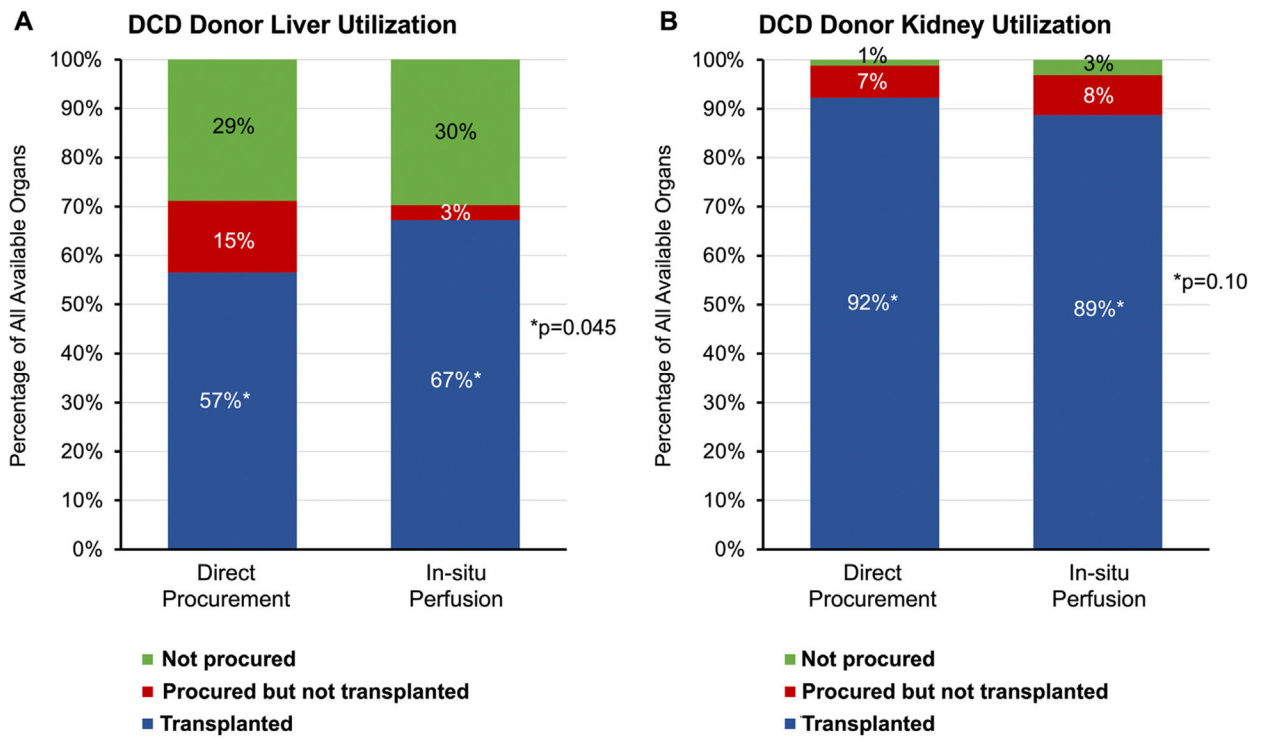 A
DCD Donor Liver Utilization
Percentage of All Available Organs
100%
90%
80%
70%
60%
50%
40%
30%
20%
10%
0%
29%
15%
57%*
30%
3%
67%*
*p=0.045
Direct
Procurement
In-situ
Perfusion
Not procured
Procured but not transplanted
Transplanted
B
DCD Donor Kidney Utilization
Percentage of All Available Organs
100%
90%
80%
70%
60%
50%
40%
30%
20%
10%
0%
1%
7%
92%*
3%
8%
89%*
*p=0.10
Direct
Procurement
In-situ
Perfusion
Not procured
Procured but not transplanted
Transplanted